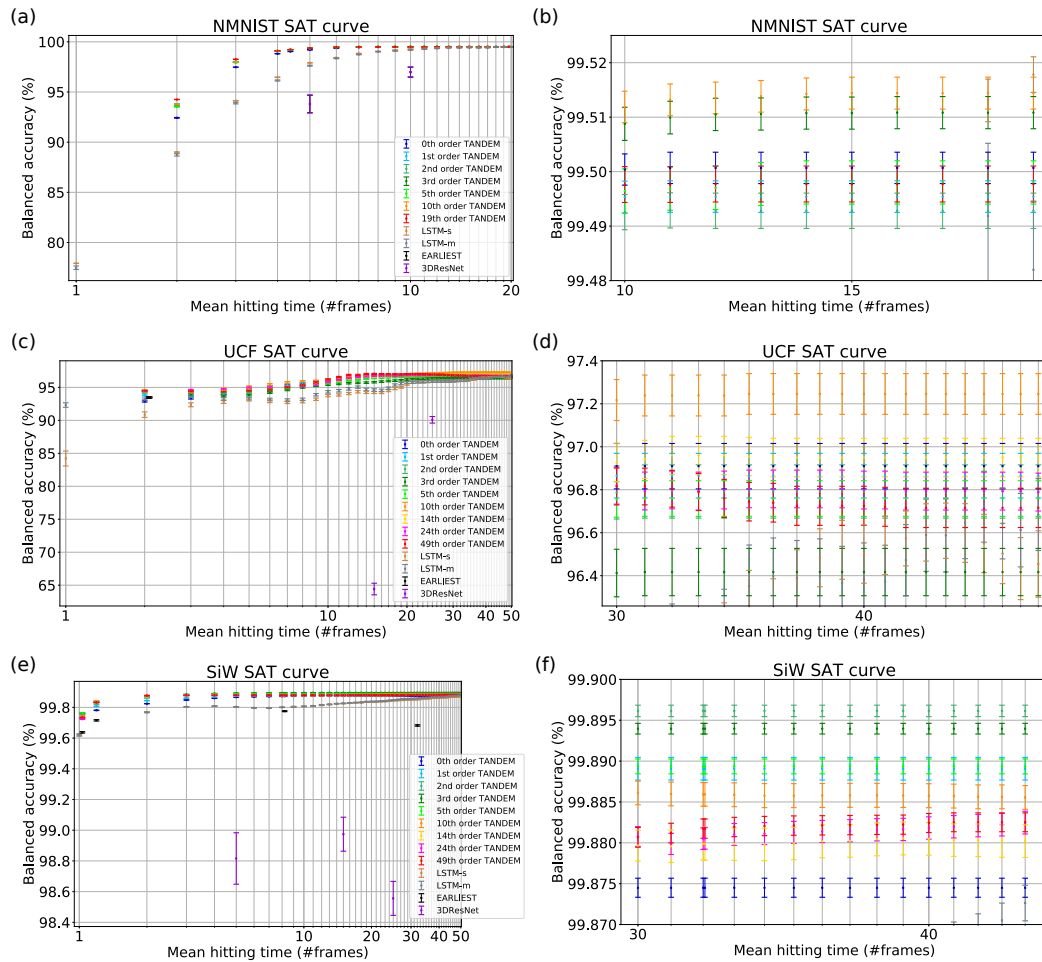 (a)
NMNIST SAT curve
100
95
90
85
80
Balanced accuracy (%)
0th order TANDEM
1st order TANDEM
2nd order TANDEM
3rd order TANDEM
5th order TANDEM
10th order TANDEM
19th order TANDEM
LSTM-s
LSTM-m
EARLIEST
3DResNet
1
10
20
Mean hitting time (#frames)
(b)
NMNIST SAT curve
99.52
99.51
99.50
99.49
99.48
Balanced accuracy (%)
10
15
Mean hitting time (#frames)
(c)
UCF SAT curve
95
90
85
80
75
70
65
Balanced accuracy (%)
0th order TANDEM
1st order TANDEM
2nd order TANDEM
3rd order TANDEM
5th order TANDEM
10th order TANDEM
14th order TANDEM
24th order TANDEM
49th order TANDEM
LSTM-s
LSTM-m
EARLIEST
3DResNet
1
10
20
30
40
50
Mean hitting time (#frames)
(d)
UCF SAT curve
97.4
97.2
97.0
96.8
96.6
96.4
Balanced accuracy (%)
30
40
Mean hitting time (#frames)
(e)
SiW SAT curve
99.8
99.6
99.4
99.2
99.0
98.8
98.6
98.4
Balanced accuracy (%)
0th order TANDEM
1st order TANDEM
2nd order TANDEM
3rd order TANDEM
5th order TANDEM
10th order TANDEM
14th order TANDEM
24th order TANDEM
49th order TANDEM
LSTM-s
LSTM-m
EARLIEST
3DResNet
1
10
20
30
40
50
Mean hitting time (#frames)
(f)
SiW SAT curve
99.900
99.895
99.890
99.885
99.880
99.875
99.870
Balanced accuracy (%)
30
40
Mean hitting time (#frames)